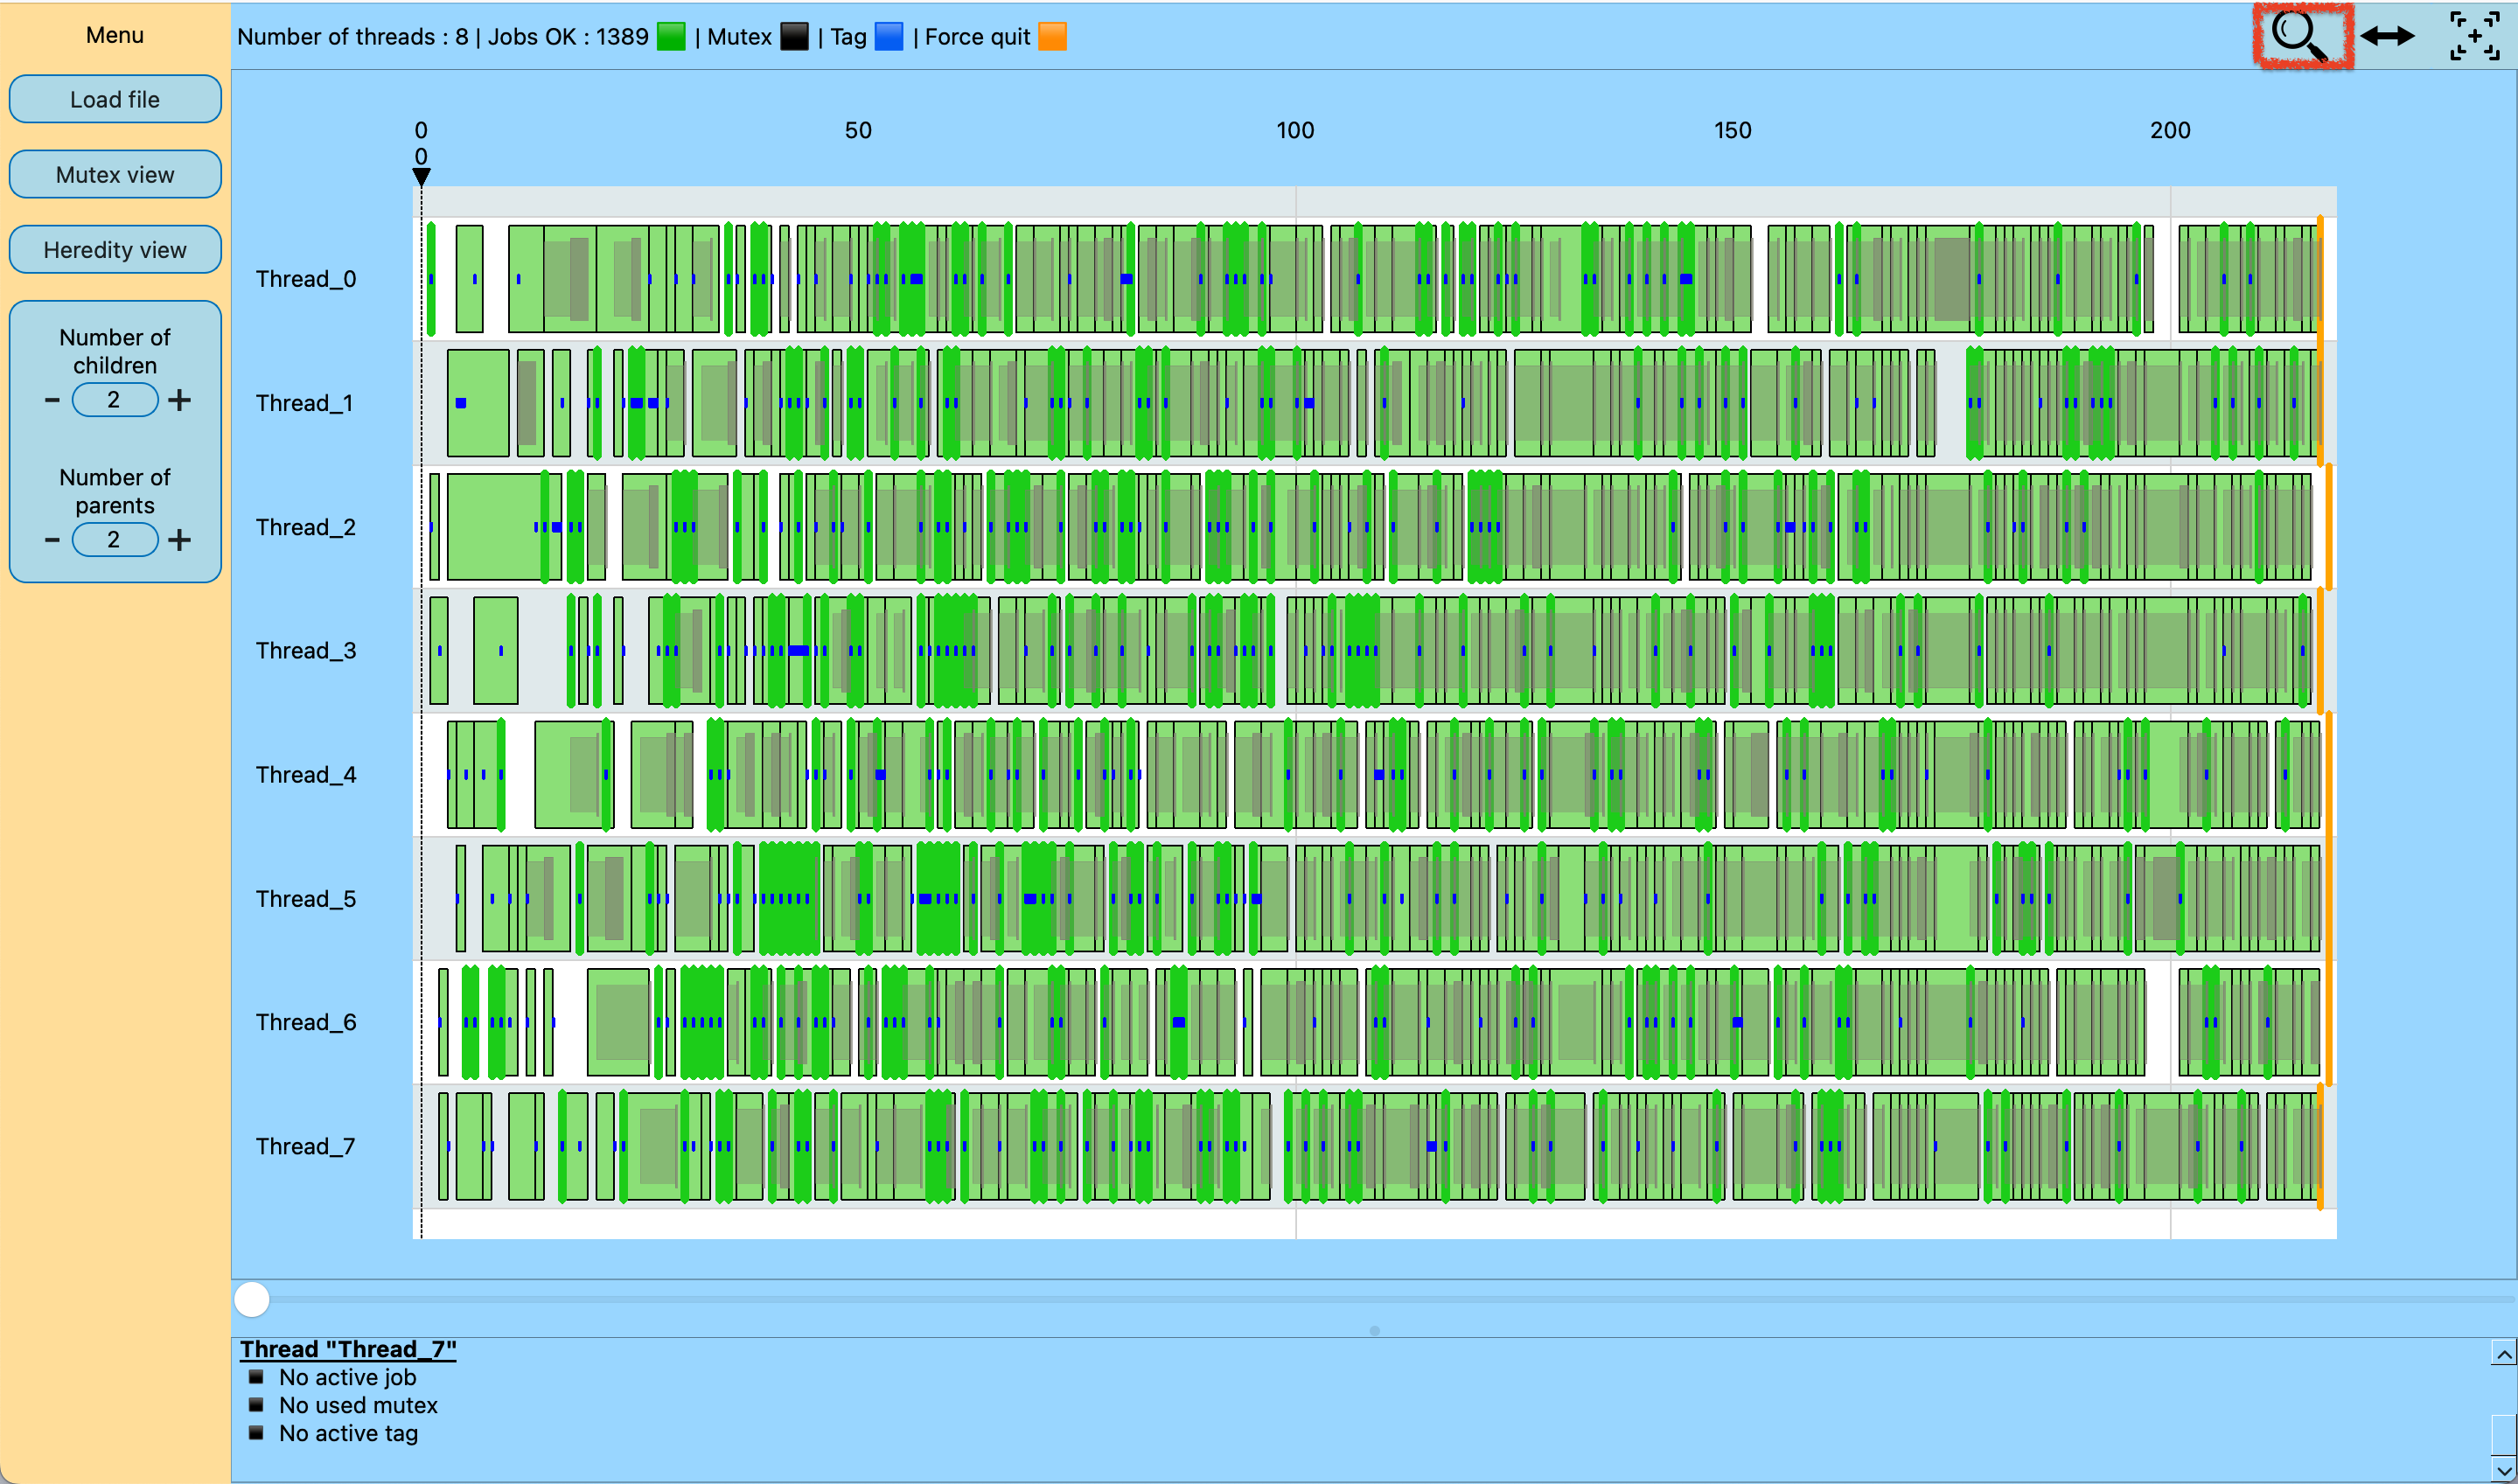 Menu
Load file
Mutex view
Heredity view
Number of
children
− 2 +
Number of
parents
− 2 +
Number of threads : 8 | Jobs OK : 1389 | Mutex | Tag | Force quit
0 50 100 150 200
0
Thread_0
Thread_1
Thread_2
Thread_3
Thread_4
Thread_5
Thread_6
Thread_7
Thread "Thread_7"
No active job
No used mutex
No active tag